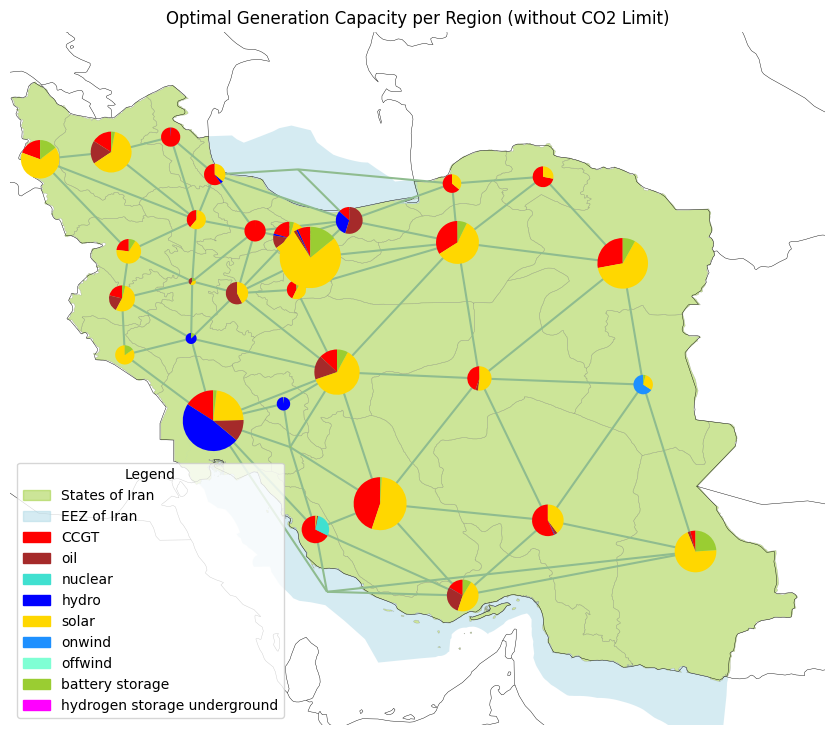 Optimal Generation Capacity per Region (without CO2 Limit)
Legend
States of Iran
EEZ of Iran
CCGT
oil
nuclear
hydro
solar
onwind
offwind
battery storage
hydrogen storage underground